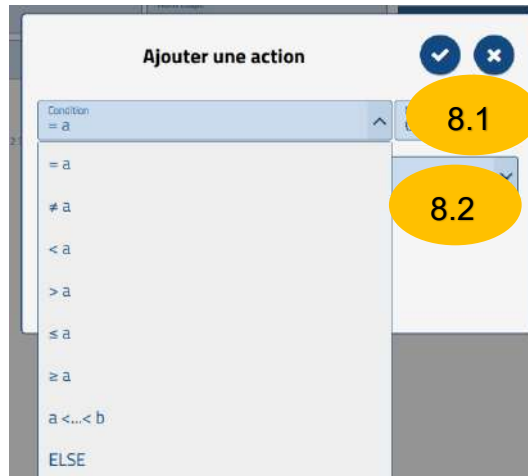 Ajouter une action
Condition
= a
8.1
= a
≠ a
8.2
< a
> a
≤ a
≥ a
a <...< b
ELSE